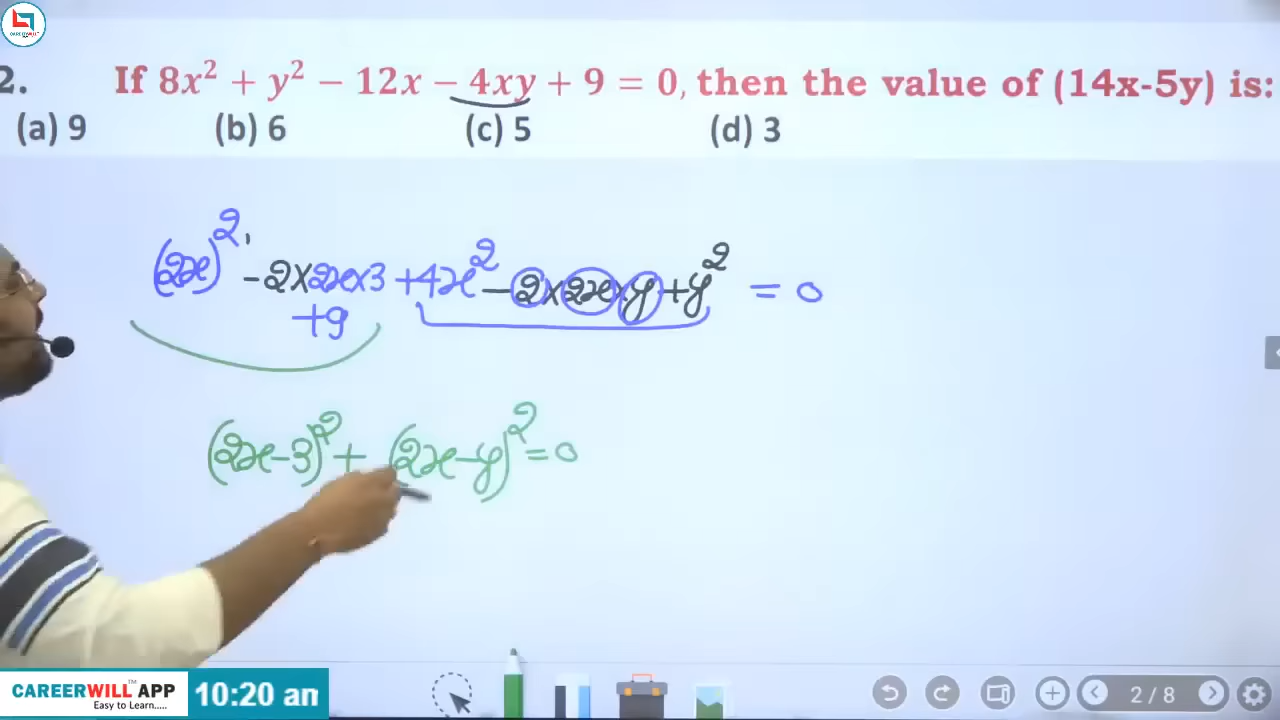 CAREERWILL
2. If 8x² + y² − 12x − 4xy + 9 = 0, then the value of (14x-5y) is:
(a) 9 (b) 6 (c) 5 (d) 3
(2x)² - 2×2x×3 + 4x² - 2×2x×y + y² = 0
+9
(2x-3)² + (2x-y)² = 0
CAREERWILL™ APP
Easy to Learn.....
10:20 an
2 / 8